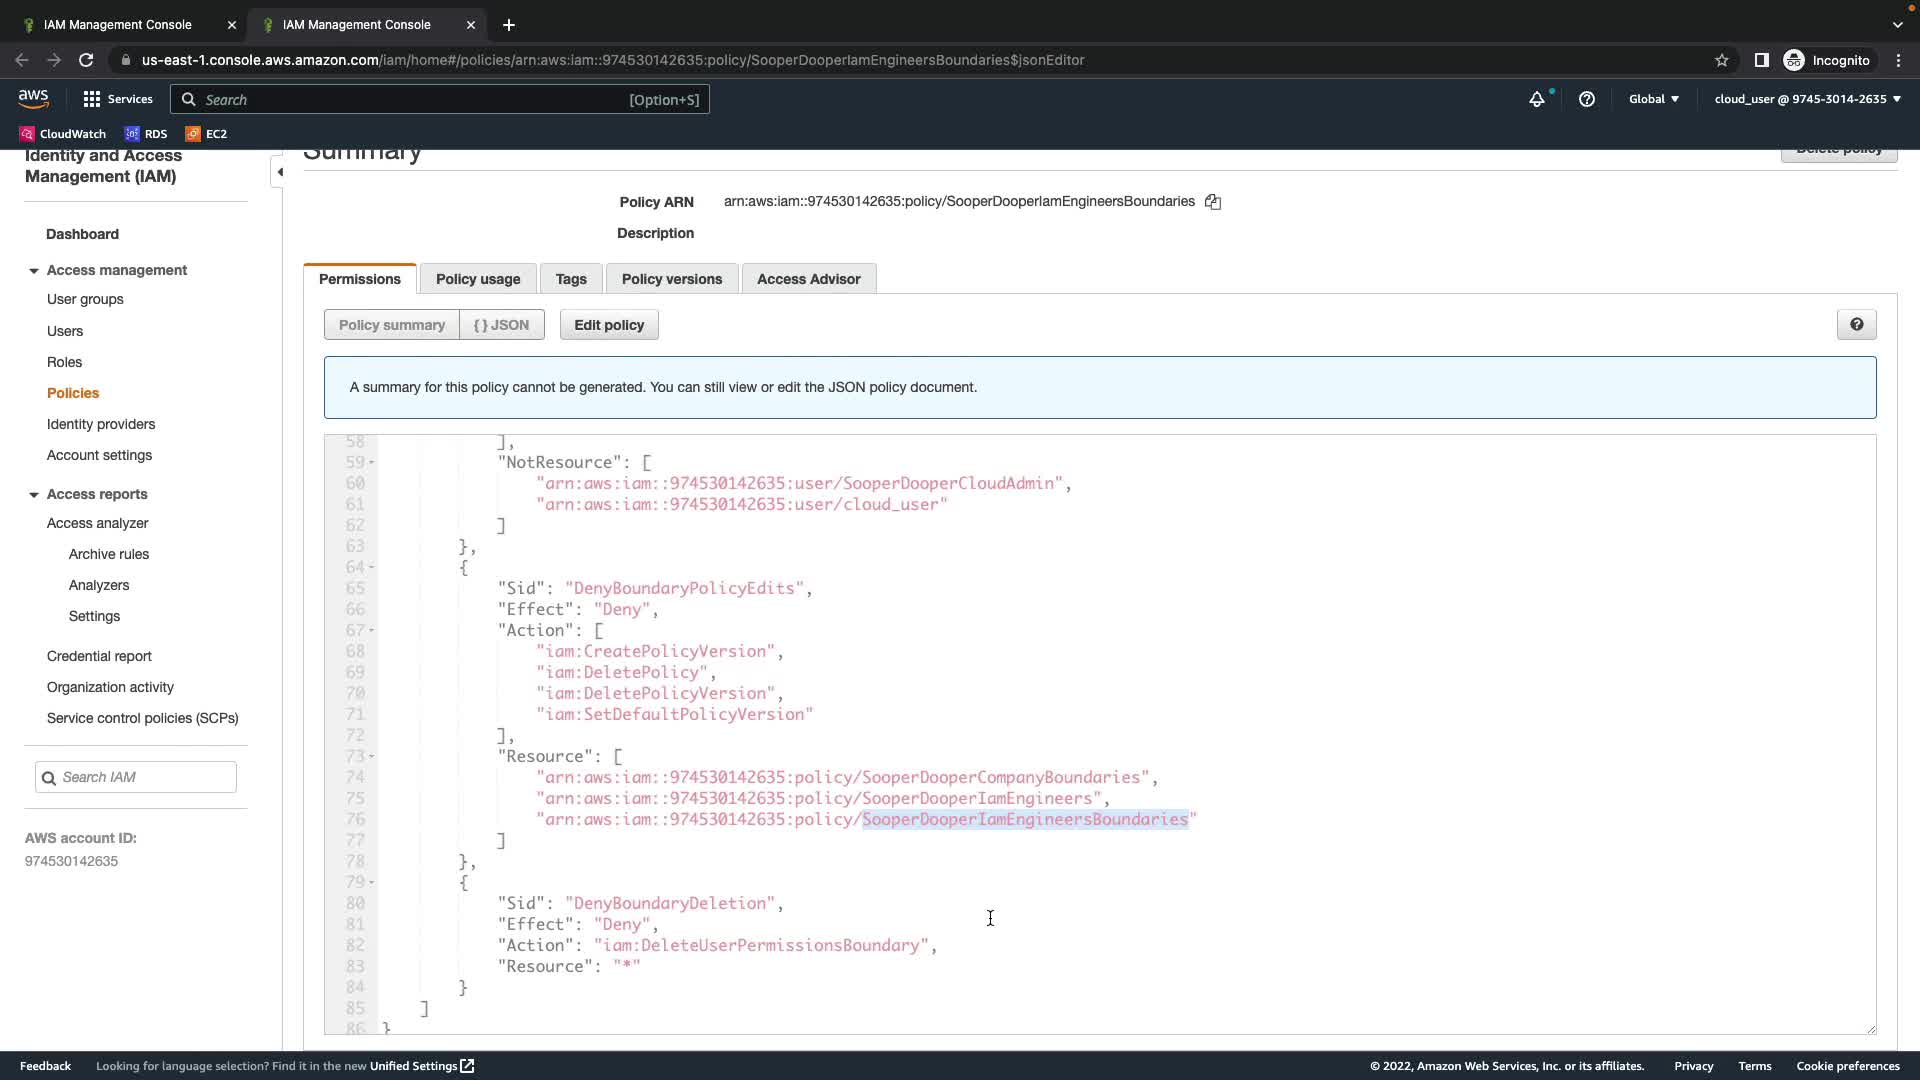 IAM Management Console
IAM Management Console
us-east-1.console.aws.amazon.com/iam/home#/policies/arn:aws:iam::974530142635:policy/SooperDooperIamEngineersBoundaries$jsonEditor
Incognito
aws
Services
Search
[Option+S]
Global
cloud_user @ 9745-3014-2635
CloudWatch
RDS
EC2
Identity and Access
Management (IAM)
Dashboard
Access management
User groups
Users
Roles
Policies
Identity providers
Account settings
Access reports
Access analyzer
Archive rules
Analyzers
Settings
Credential report
Organization activity
Service control policies (SCPs)
Search IAM
AWS account ID:
974530142635
Summary
Delete policy
Policy ARN arn:aws:iam::974530142635:policy/SooperDooperIamEngineersBoundaries
Description
Permissions
Policy usage
Tags
Policy versions
Access Advisor
Policy summary
{ } JSON
Edit policy
A summary for this policy cannot be generated. You can still view or edit the JSON policy document.
58 ],
59 "NotResource": [
60 "arn:aws:iam::974530142635:user/SooperDooperCloudAdmin",
61 "arn:aws:iam::974530142635:user/cloud_user"
62 ]
63 },
64 {
65 "Sid": "DenyBoundaryPolicyEdits",
66 "Effect": "Deny",
67 "Action": [
68 "iam:CreatePolicyVersion",
69 "iam:DeletePolicy",
70 "iam:DeletePolicyVersion",
71 "iam:SetDefaultPolicyVersion"
72 ],
73 "Resource": [
74 "arn:aws:iam::974530142635:policy/SooperDooperCompanyBoundaries",
75 "arn:aws:iam::974530142635:policy/SooperDooperIamEngineers",
76 "arn:aws:iam::974530142635:policy/SooperDooperIamEngineersBoundaries"
77 ]
78 },
79 {
80 "Sid": "DenyBoundaryDeletion",
81 "Effect": "Deny",
82 "Action": "iam:DeleteUserPermissionsBoundary",
83 "Resource": "*"
84 }
85 ]
86 }
Feedback
Looking for language selection? Find it in the new Unified Settings
© 2022, Amazon Web Services, Inc. or its affiliates.
Privacy
Terms
Cookie preferences